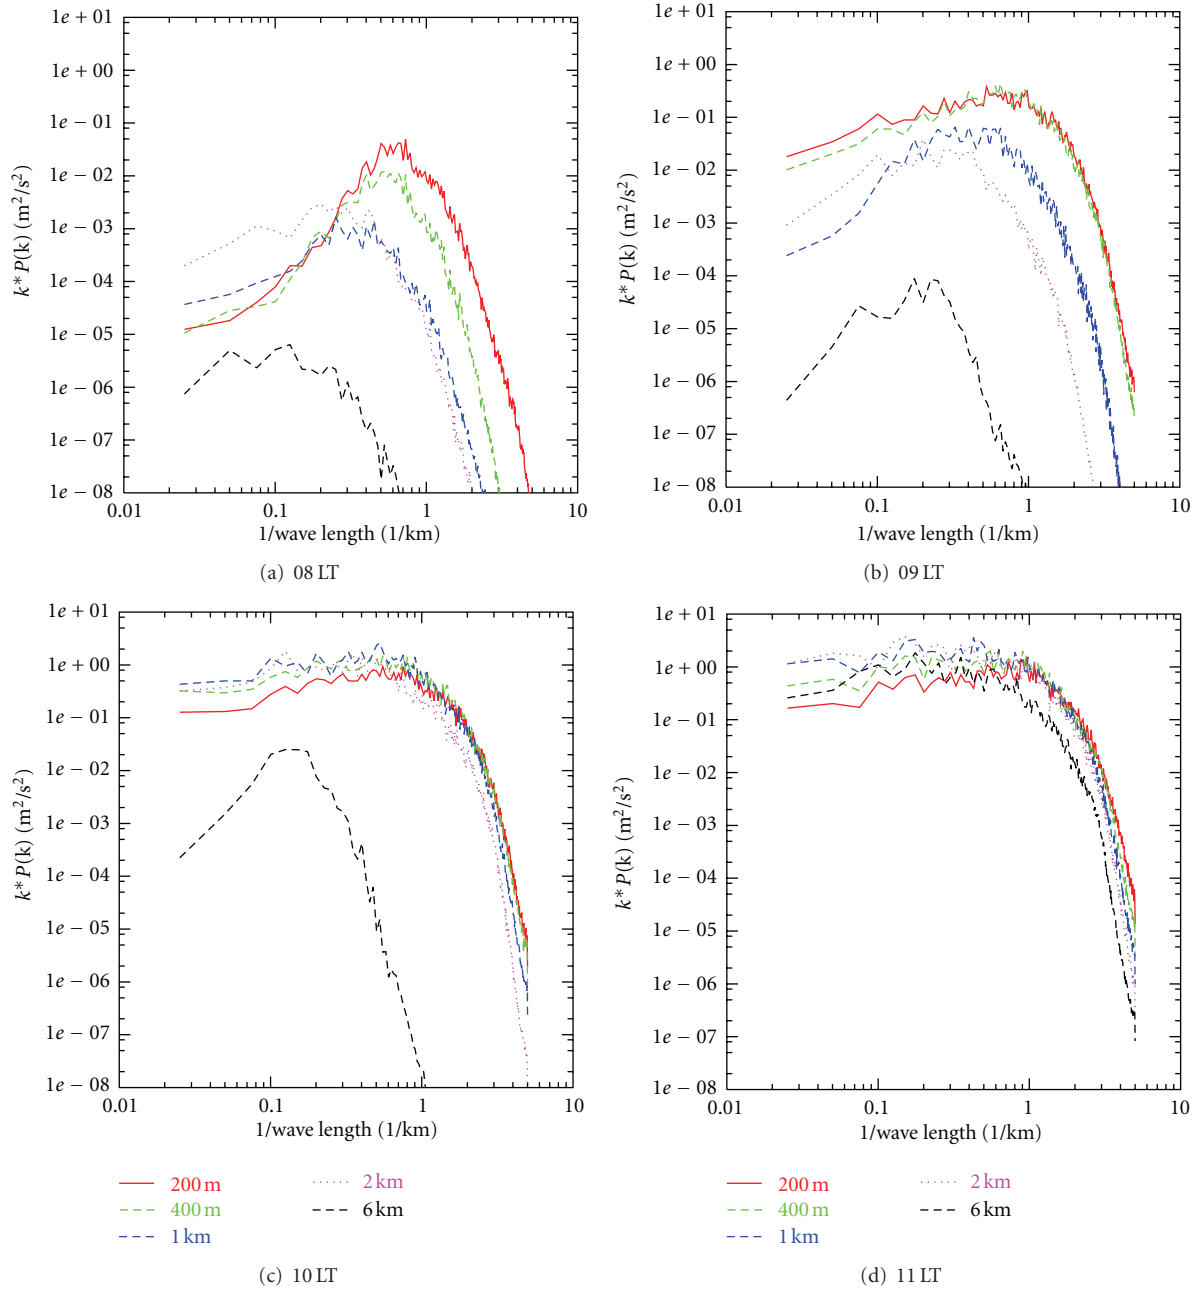 1e + 01
1e + 00
1e − 01
1e − 02
1e − 03
1e − 04
1e − 05
1e − 06
1e − 07
1e − 08
k* P(k) (m²/s²)
0.01 0.1 1 10
1/wave length (1/km)
(a) 08 LT
1e + 01
1e + 00
1e − 01
1e − 02
1e − 03
1e − 04
1e − 05
1e − 06
1e − 07
1e − 08
k* P(k) (m²/s²)
0.01 0.1 1 10
1/wave length (1/km)
(b) 09 LT
1e + 01
1e + 00
1e − 01
1e − 02
1e − 03
1e − 04
1e − 05
1e − 06
1e − 07
1e − 08
k* P(k) (m²/s²)
0.01 0.1 1 10
1/wave length (1/km)
200 m 2 km
400 m 6 km
1 km
(c) 10 LT
1e + 01
1e + 00
1e − 01
1e − 02
1e − 03
1e − 04
1e − 05
1e − 06
1e − 07
1e − 08
k* P(k) (m²/s²)
0.01 0.1 1 10
1/wave length (1/km)
200 m 2 km
400 m 6 km
1 km
(d) 11 LT